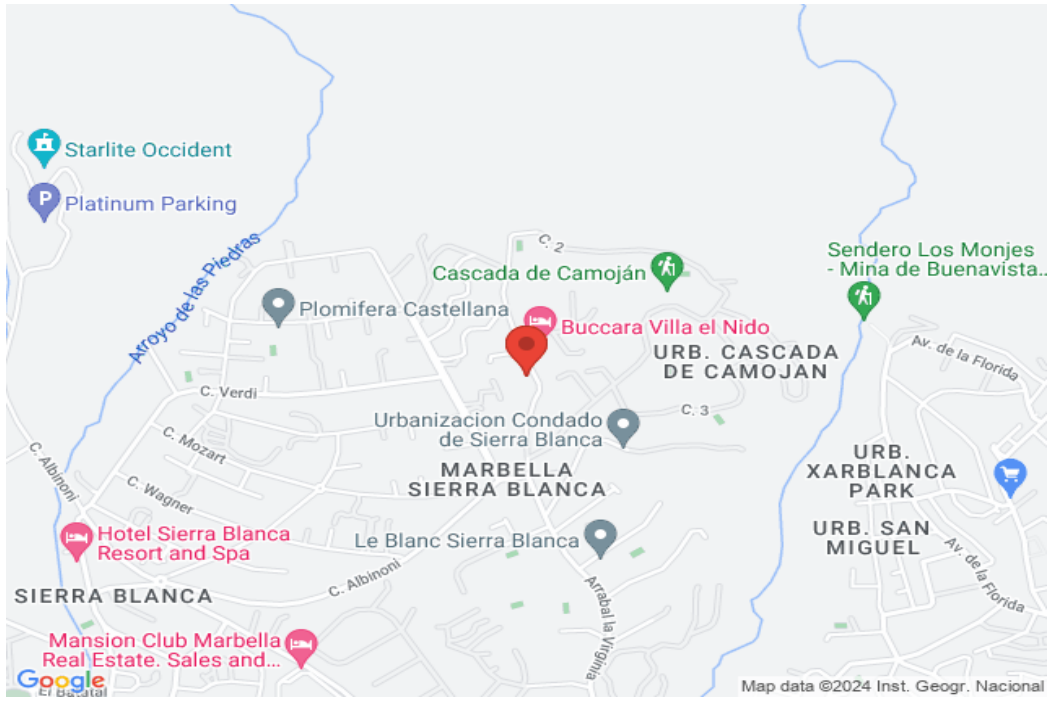 Starlite Occident
Platinum Parking
Arroyo de las Piedras
C. 2
Cascada de Camoján
Sendero Los Monjes
- Mina de Buenavista...
Plomifera Castellana
Buccara Villa el Nido
URB. CASCADA
DE CAMOJAN
Av. de la Florida
C. Verdi
Urbanizacion Condado
de Sierra Blanca
C. 3
C. Mozart
C. Albinoni
MARBELLA
SIERRA BLANCA
URB.
XARBLANCA
PARK
C. Wagner
Hotel Sierra Blanca
Resort and Spa
Le Blanc Sierra Blanca
URB. SAN
MIGUEL
C. Albinoni
Av. de la Florida
SIERRA BLANCA
Arrabal la Virginia
Mansion Club Marbella
Real Estate. Sales and...
Google
Map data ©2024 Inst. Geogr. Nacional